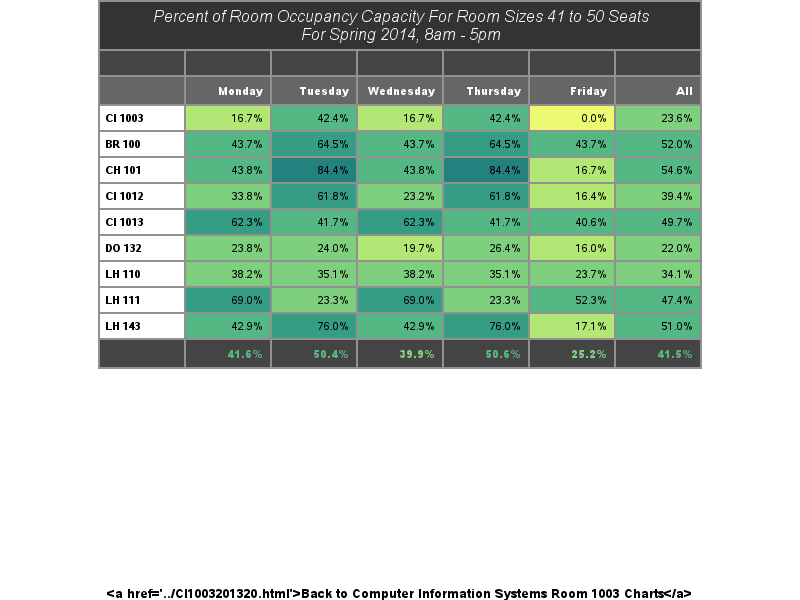 Percent of Room Occupancy Capacity For Room Sizes 41 to 50 Seats
For Spring 2014, 8am - 5pm
Monday Tuesday Wednesday Thursday Friday All
CI 1003 16.7% 42.4% 16.7% 42.4% 0.0% 23.6%
BR 100 43.7% 64.5% 43.7% 64.5% 43.7% 52.0%
CH 101 43.8% 84.4% 43.8% 84.4% 16.7% 54.6%
CI 1012 33.8% 61.8% 23.2% 61.8% 16.4% 39.4%
CI 1013 62.3% 41.7% 62.3% 41.7% 40.6% 49.7%
DO 132 23.8% 24.0% 19.7% 26.4% 16.0% 22.0%
LH 110 38.2% 35.1% 38.2% 35.1% 23.7% 34.1%
LH 111 69.0% 23.3% 69.0% 23.3% 52.3% 47.4%
LH 143 42.9% 76.0% 42.9% 76.0% 17.1% 51.0%
41.6% 50.4% 39.9% 50.6% 25.2% 41.5%
<a href='../CI1003201320.html'>Back to Computer Information Systems Room 1003 Charts</a>